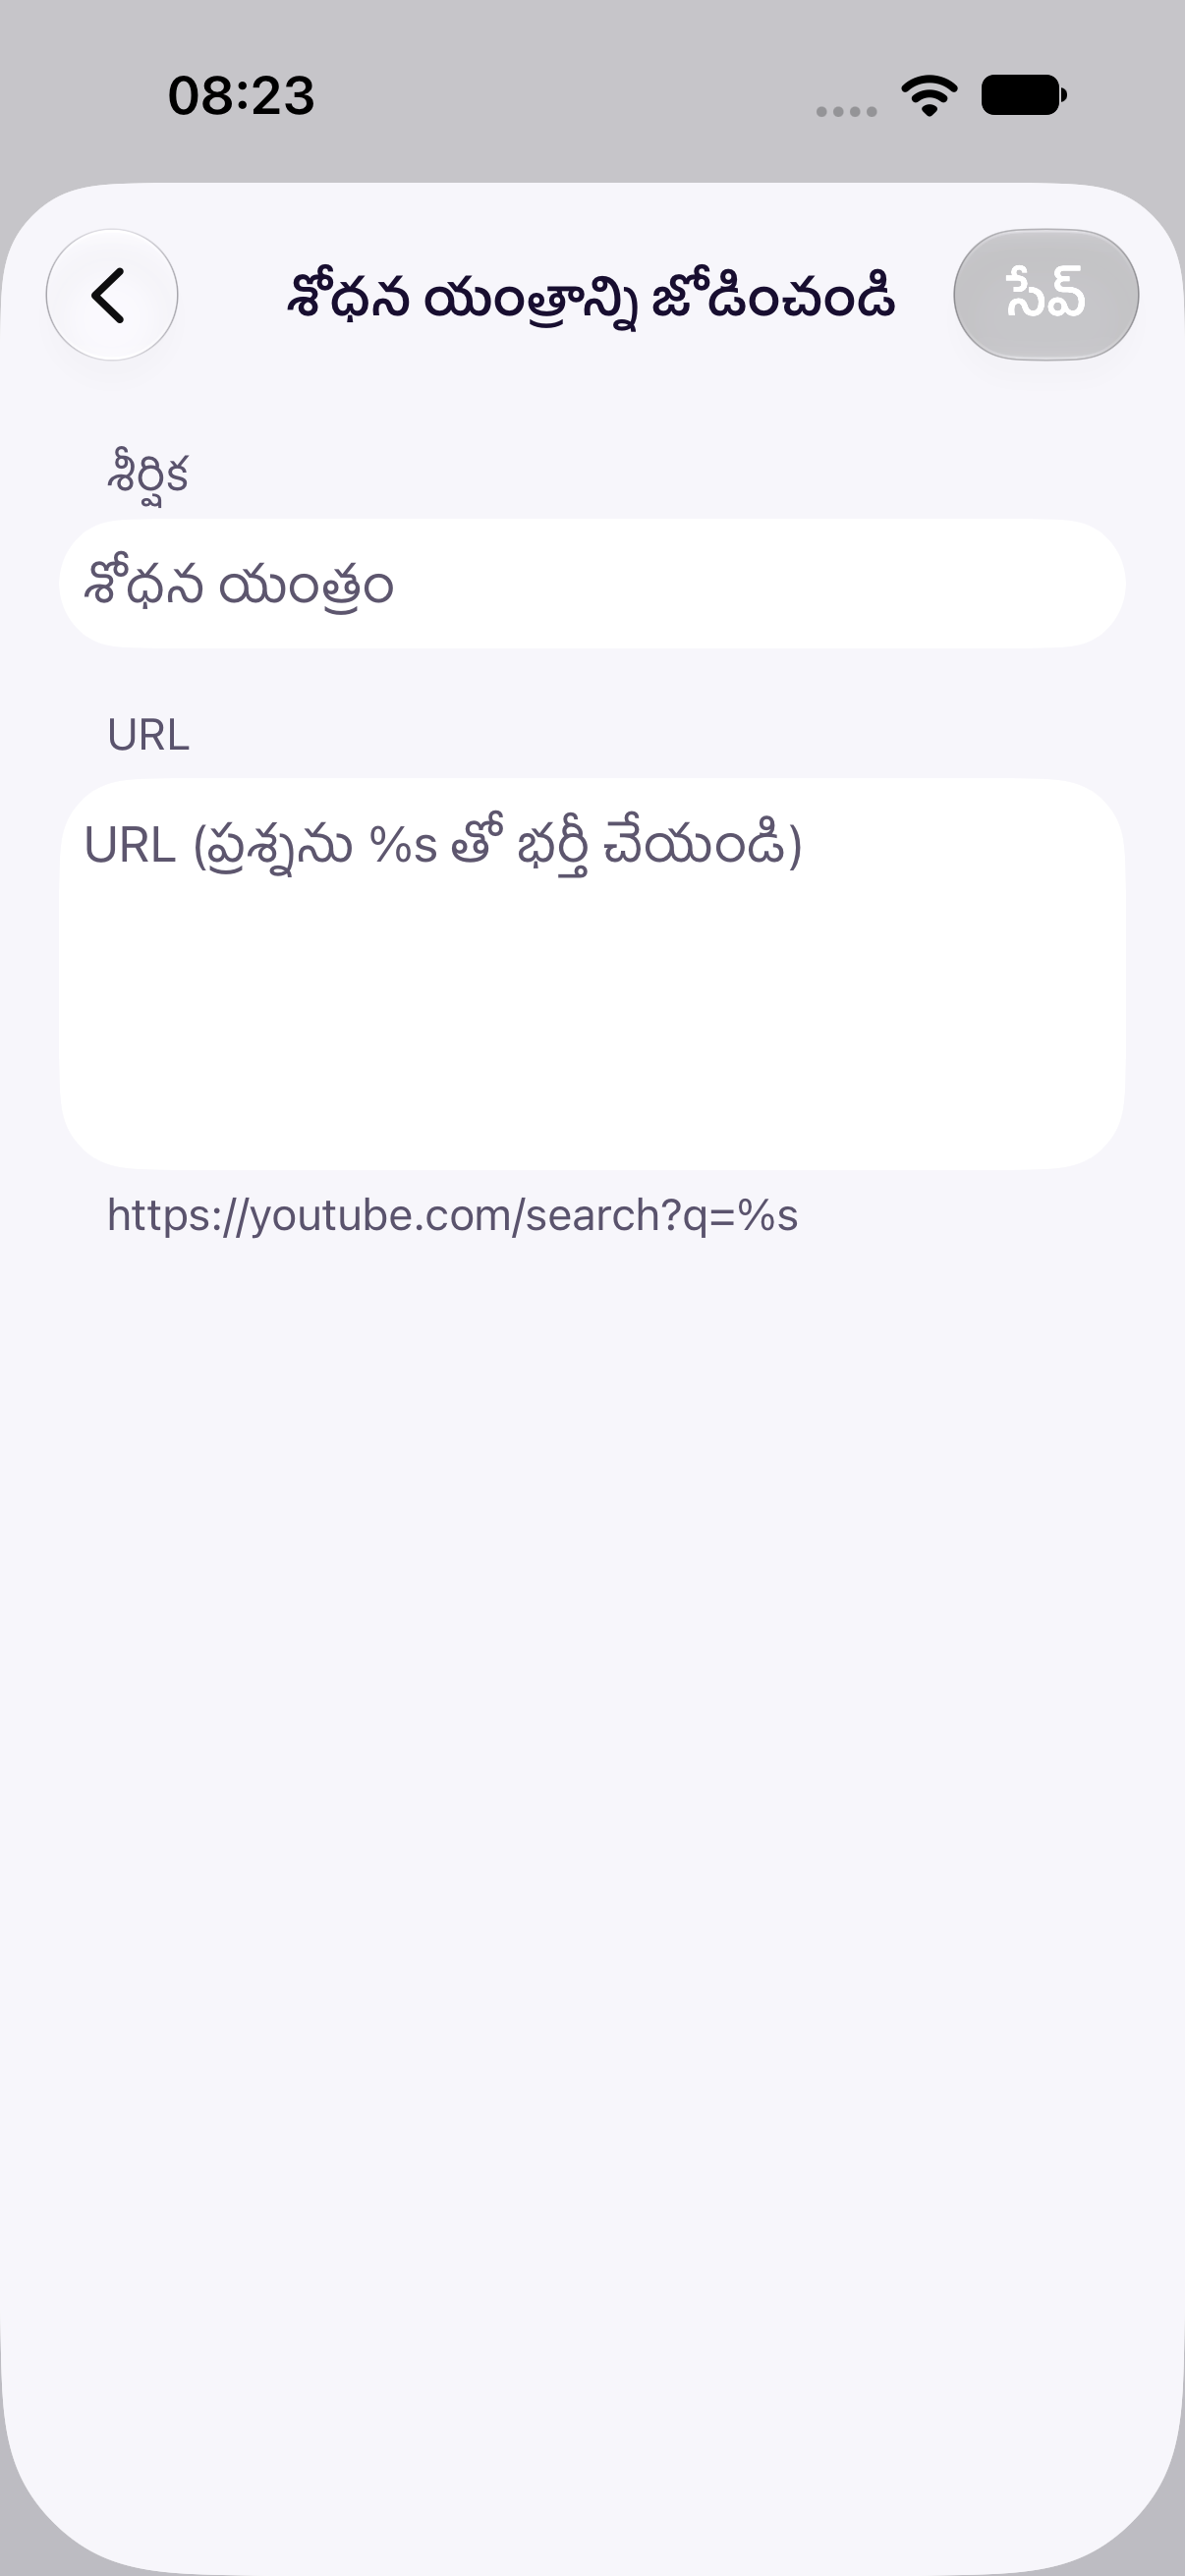 08:23
శోధన యంత్రాన్ని జోడించండి
సేవ్
శీర్షిక
శోధన యంత్రం
URL
URL (ప్రశ్నను %s తో భర్తీ చేయండి)
https://youtube.com/search?q=%s